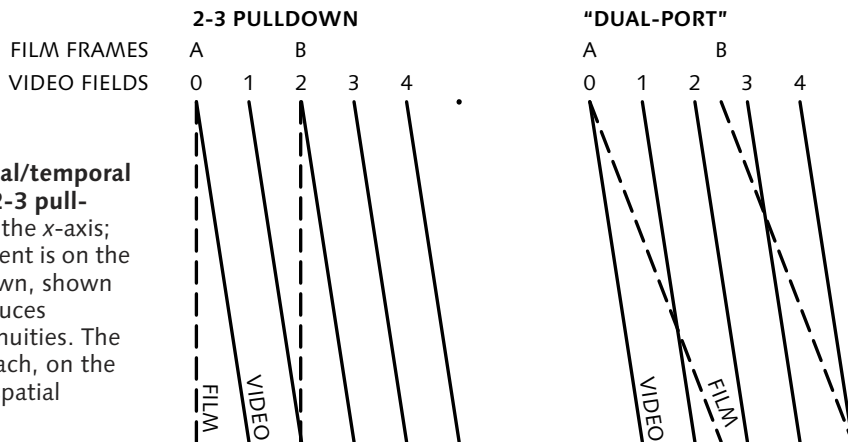 2-3 PULLDOWN “DUAL-PORT”
FILM FRAMES A B A B
VIDEO FIELDS 0 1 2 3 4 0 1 2 3 4
al/temporal
2-3 pull-
the x-axis;
ent is on the
wn, shown
uces
nuities. The
ach, on the
patial
FILM VIDEO VIDEO FILM